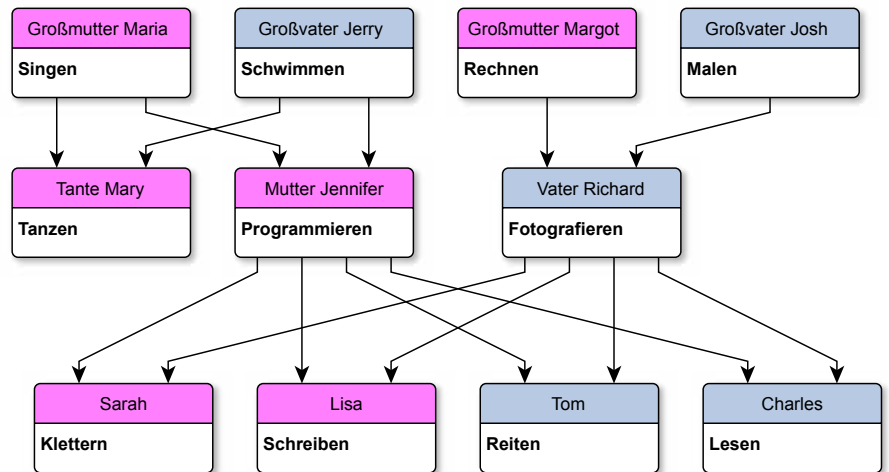 Großmutter Maria
Singen
Großvater Jerry
Schwimmen
Großmutter Margot
Rechnen
Großvater Josh
Malen
Tante Mary
Tanzen
Mutter Jennifer
Programmieren
Vater Richard
Fotografieren
Sarah
Klettern
Lisa
Schreiben
Tom
Reiten
Charles
Lesen